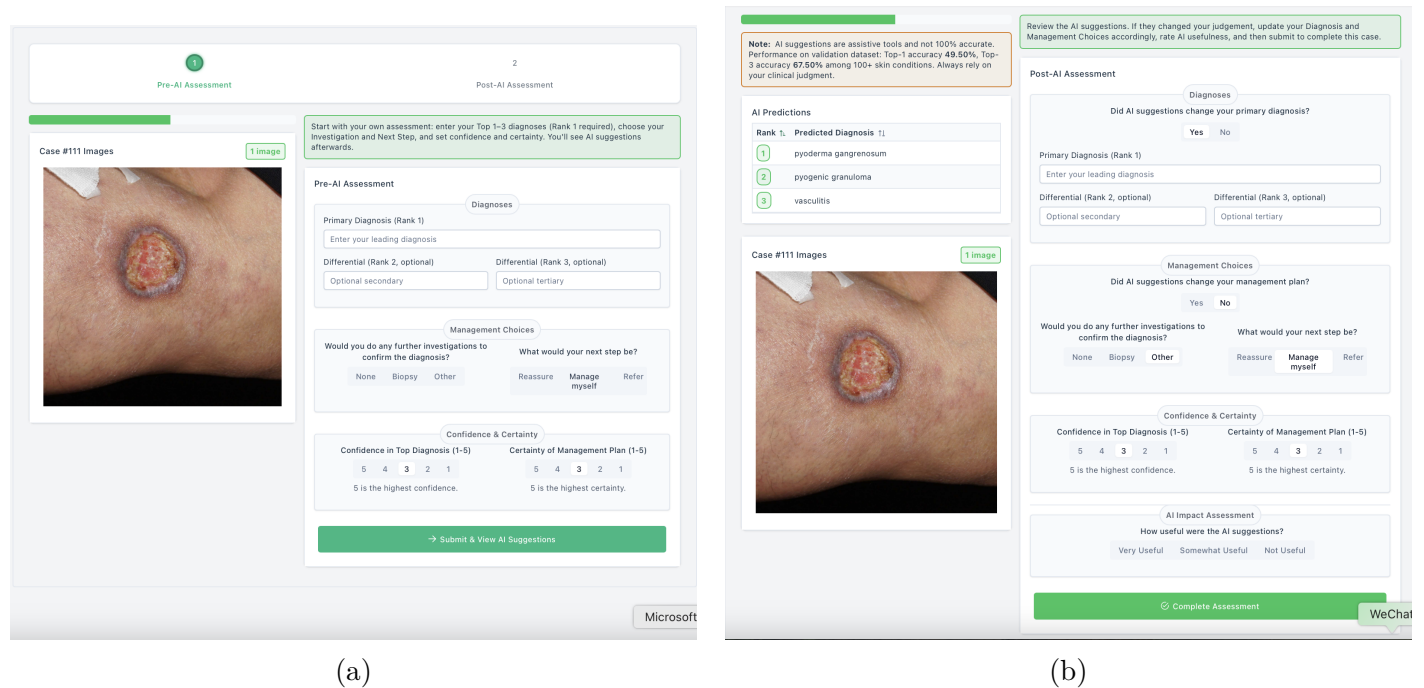 1
2
Pre-AI Assessment
Post-AI Assessment
Case #111 Images
1 image
Start with your own assessment: enter your Top 1–3 diagnoses (Rank 1 required), choose your
Investigation and Next Step, and set confidence and certainty. You'll see AI suggestions
afterwards.
Pre-AI Assessment
Diagnoses
Primary Diagnosis (Rank 1)
Enter your leading diagnosis
Differential (Rank 2, optional)
Differential (Rank 3, optional)
Optional secondary
Optional tertiary
Management Choices
Would you do any further investigations to
confirm the diagnosis?
None Biopsy Other
What would your next step be?
Reassure Manage Refer
myself
Confidence & Certainty
Confidence in Top Diagnosis (1-5)
5 4 3 2 1
5 is the highest confidence.
Certainty of Management Plan (1-5)
5 4 3 2 1
5 is the highest certainty.
→ Submit & View AI Suggestions
Microsoft
(a)
Note: AI suggestions are assistive tools and not 100% accurate.
Performance on validation dataset: Top-1 accuracy 49.50%, Top-
3 accuracy 67.50% among 100+ skin conditions. Always rely on
your clinical judgment.
AI Predictions
Rank ↑↓ Predicted Diagnosis ↑↓
1 pyoderma gangrenosum
2 pyogenic granuloma
3 vasculitis
Case #111 Images
1 image
Review the AI suggestions. If they changed your judgement, update your Diagnosis and
Management Choices accordingly, rate AI usefulness, and then submit to complete this case.
Post-AI Assessment
Diagnoses
Did AI suggestions change your primary diagnosis?
Yes No
Primary Diagnosis (Rank 1)
Enter your leading diagnosis
Differential (Rank 2, optional)
Differential (Rank 3, optional)
Optional secondary
Optional tertiary
Management Choices
Did AI suggestions change your management plan?
Yes No
Would you do any further investigations to
confirm the diagnosis?
None Biopsy Other
What would your next step be?
Reassure Manage Refer
myself
Confidence & Certainty
Confidence in Top Diagnosis (1-5)
5 4 3 2 1
5 is the highest confidence.
Certainty of Management Plan (1-5)
5 4 3 2 1
5 is the highest certainty.
AI Impact Assessment
How useful were the AI suggestions?
Very Useful Somewhat Useful Not Useful
Complete Assessment
WeChat
(b)